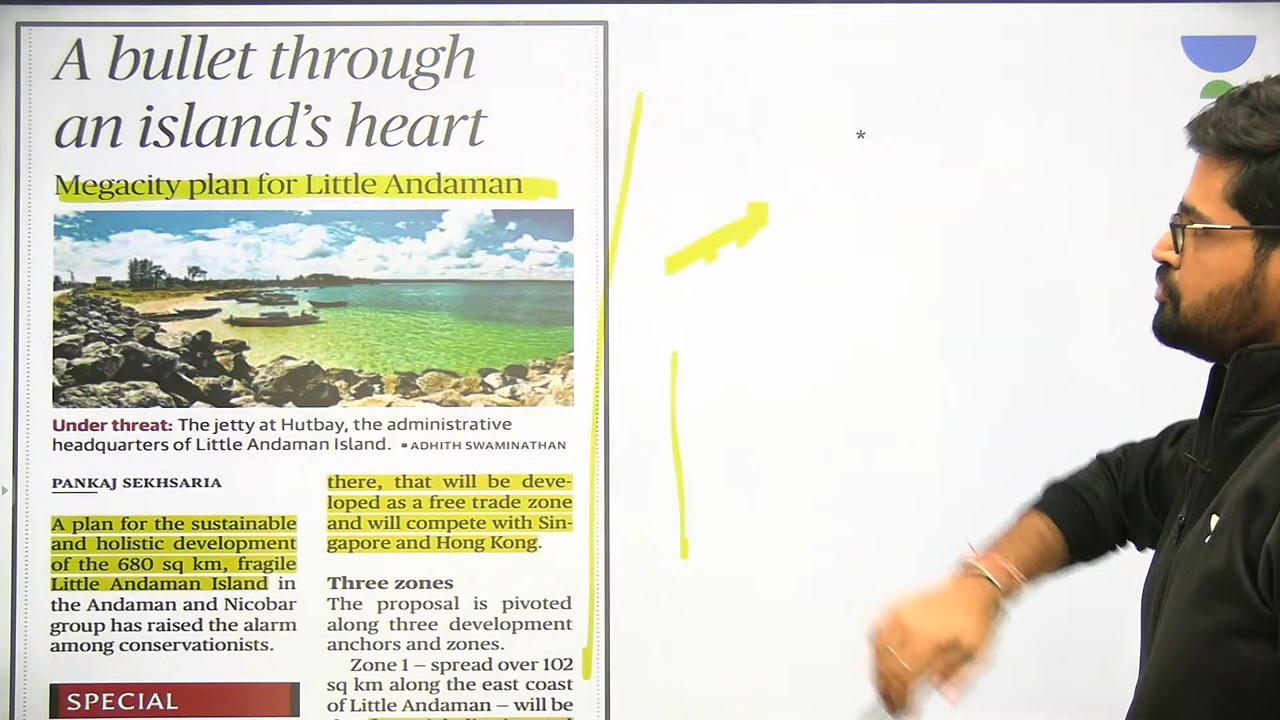 A bullet through
an island's heart
Megacity plan for Little Andaman
Under threat: The jetty at Hutbay, the administrative
headquarters of Little Andaman Island. ▪ ADHITH SWAMINATHAN
PANKAJ SEKHSARIA
A plan for the sustainable
and holistic development
of the 680 sq km, fragile
Little Andaman Island in
the Andaman and Nicobar
group has raised the alarm
among conservationists.
SPECIAL
there, that will be deve-
loped as a free trade zone
and will compete with Sin-
gapore and Hong Kong.
Three zones
The proposal is pivoted
along three development
anchors and zones.
Zone 1 – spread over 102
sq km along the east coast
of Little Andaman – will be
*